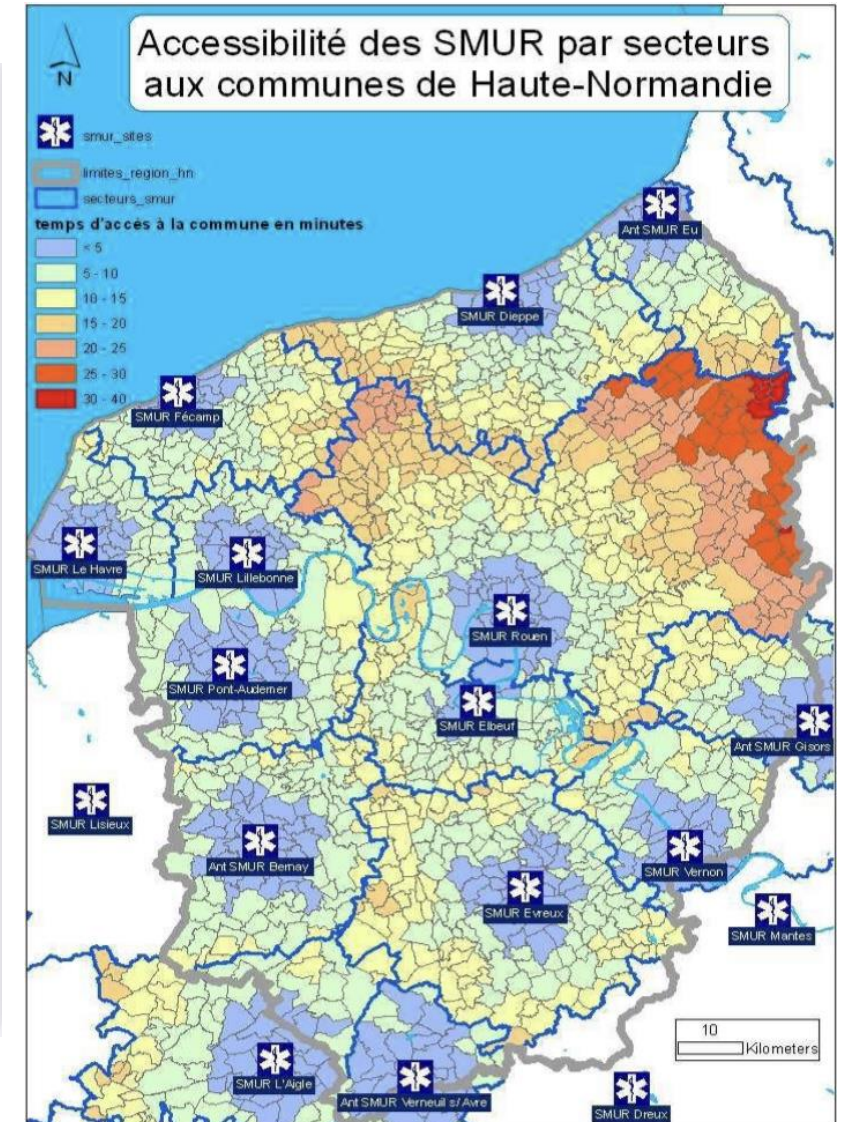 Accessibilité des SMUR par secteurs
aux communes de Haute-Normandie
N
smur_sites
limites_region_hn
secteurs_smur
temps d'accés à la commune en minutes
< 5
5 - 10
10 - 15
15 - 20
20 - 25
25 - 30
30 - 40
Ant SMUR Eu
SMUR Dieppe
SMUR Fécamp
SMUR Le Havre
SMUR Lillebonne
SMUR Rouen
SMUR Pont-Audemer
SMUR Elbeuf
Ant SMUR Gisors
SMUR Lisieux
Ant SMUR Bernay
SMUR Vernon
SMUR Evreux
SMUR Mantes
10
Kilometers
SMUR L'Aigle
Ant SMUR Verneuil s/ Avre
SMUR Dreux